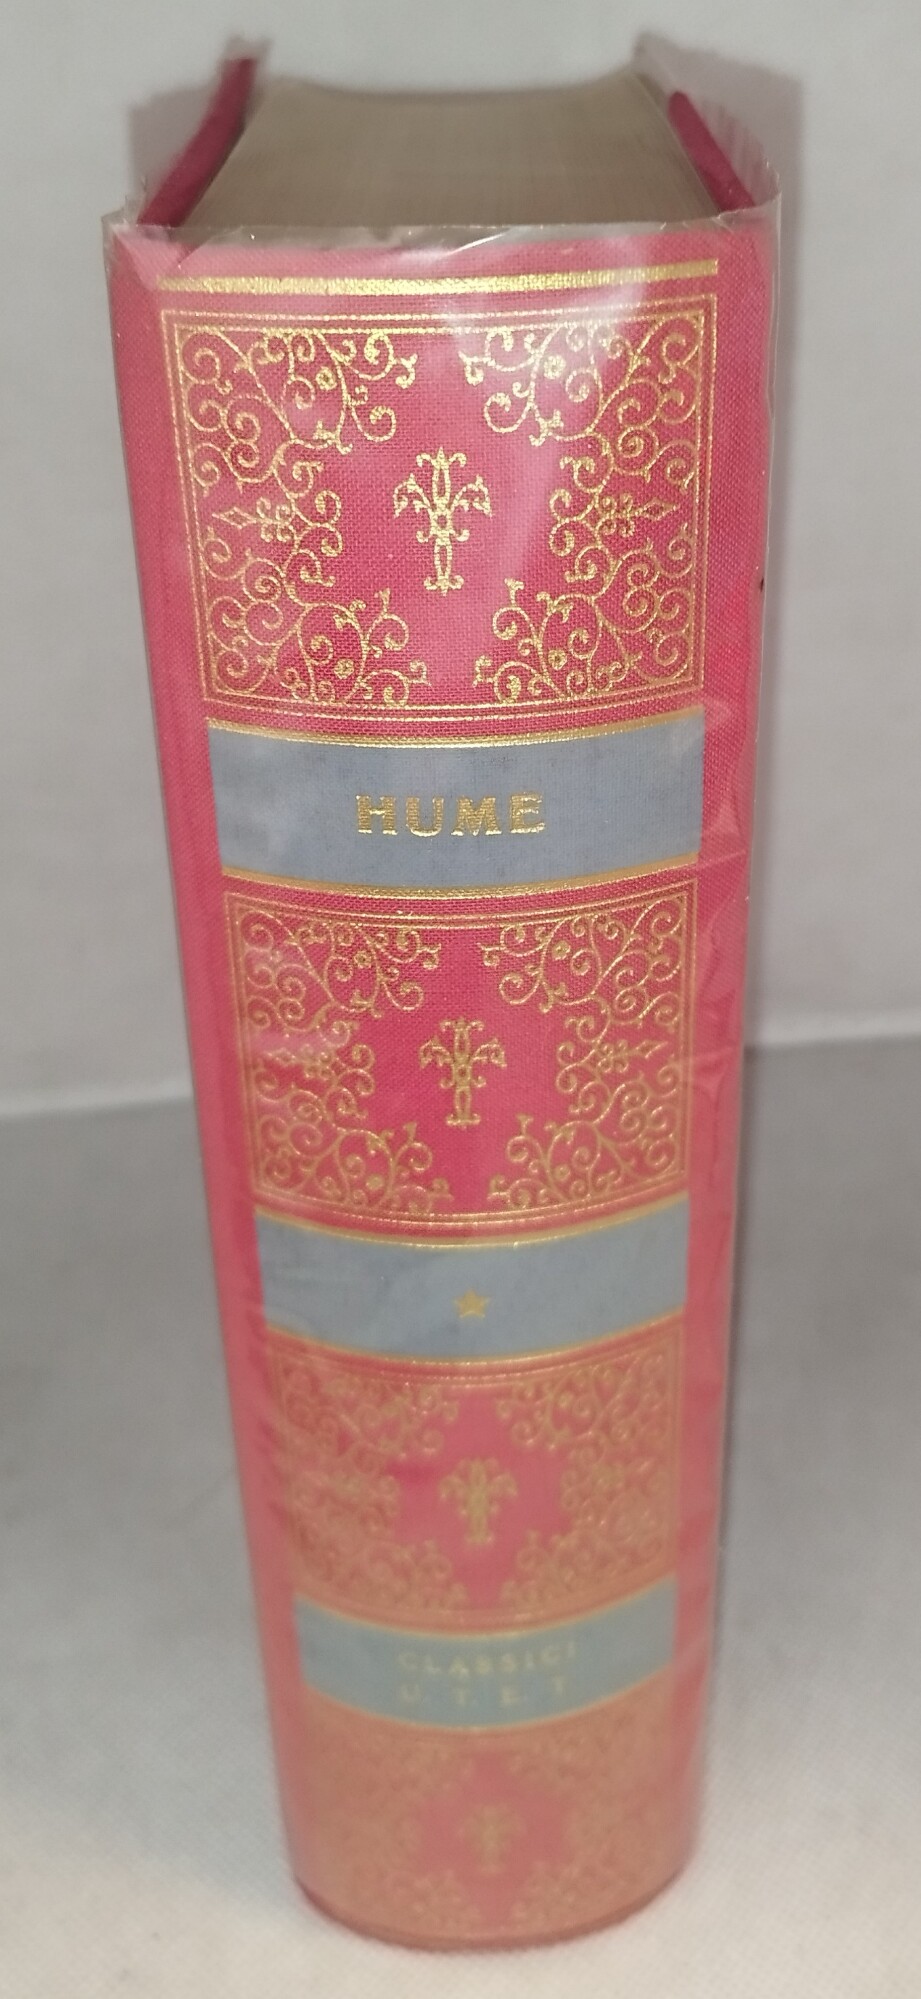 HUME
CLASSICI
U. T. E. T.